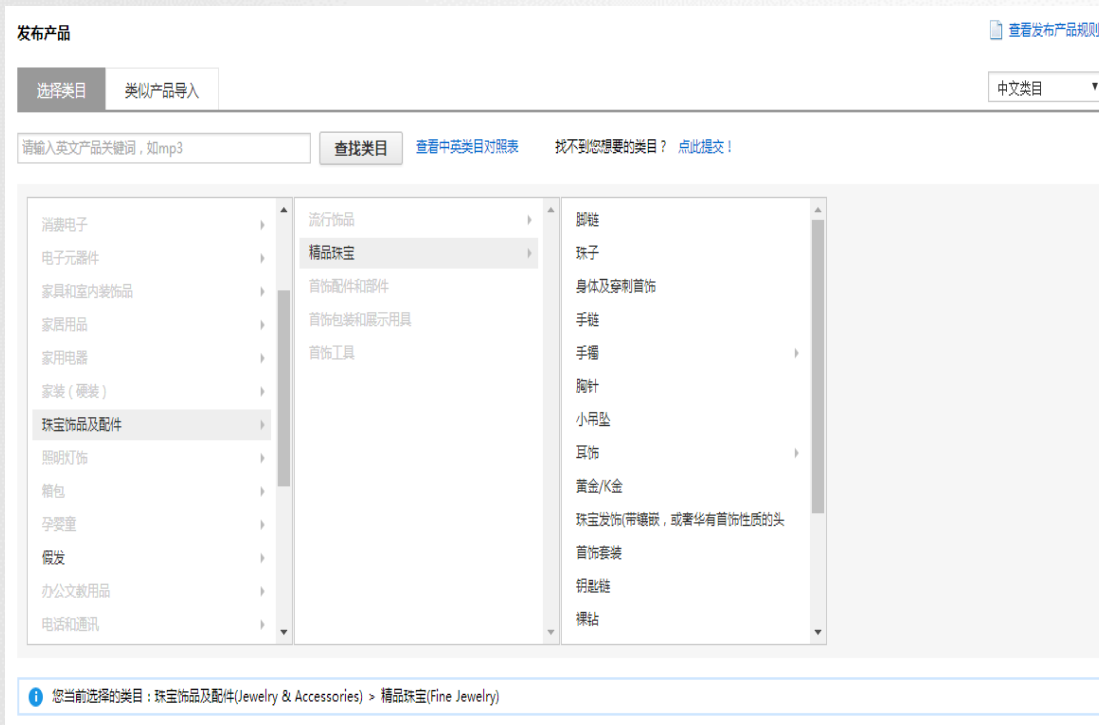 发布产品
查看发布产品规则
选择类目
类似产品导入
中文类目
请输入英文产品关键词，如mp3
查找类目
查看中英类目对照表
找不到您想要的类目？
点此提交！
消费电子
电子元器件
家具和室内装饰品
家居用品
家用电器
家装（硬装）
珠宝饰品及配件
照明灯饰
箱包
孕婴童
假发
办公文教用品
电话和通讯
流行饰品
精品珠宝
首饰配件和部件
首饰包装和展示用具
首饰工具
脚链
珠子
身体及穿刺首饰
手链
手镯
胸针
小吊坠
耳饰
黄金/K金
珠宝发饰(带镶嵌，或奢华有首饰性质的头
首饰套装
钥匙链
裸钻
您当前选择的类目：珠宝饰品及配件(Jewelry & Accessories) > 精品珠宝(Fine Jewelry)